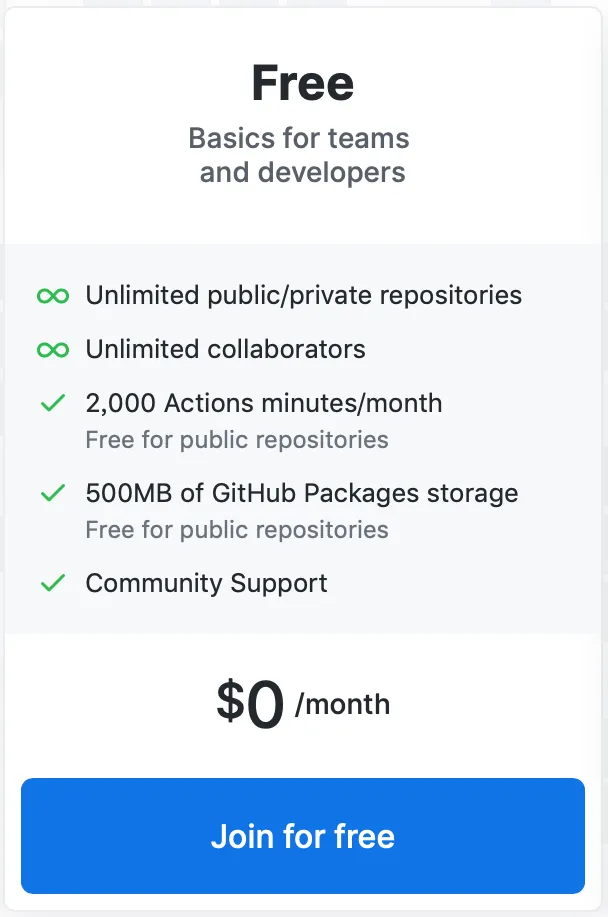 Free
Basics for teams
and developers
Unlimited public/private repositories
Unlimited collaborators
2,000 Actions minutes/month
Free for public repositories
500MB of GitHub Packages storage
Free for public repositories
Community Support
$0 /month
Join for free